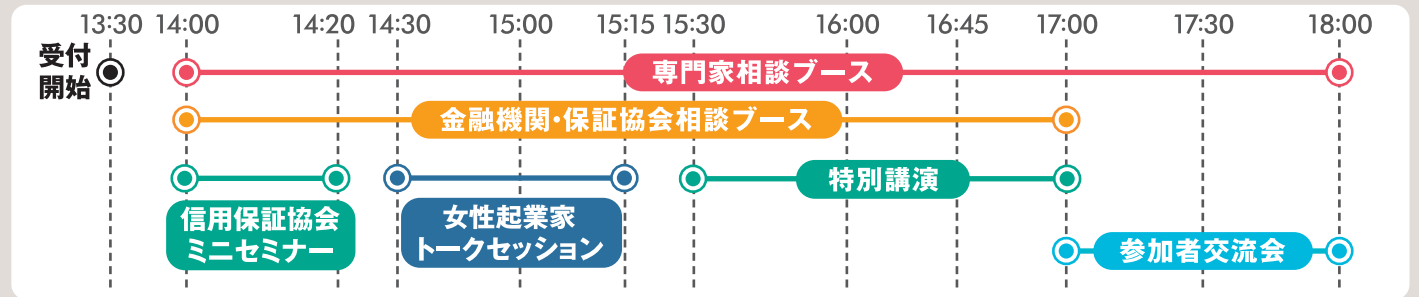 13:30 14:00 14:20 14:30 15:00 15:15 15:30 16:00 16:45 17:00 17:30 18:00
受付
開始
専門家相談ブース
金融機関・保証協会相談ブース
信用保証協会
ミニセミナー
女性起業家
トークセッション
特別講演
参加者交流会